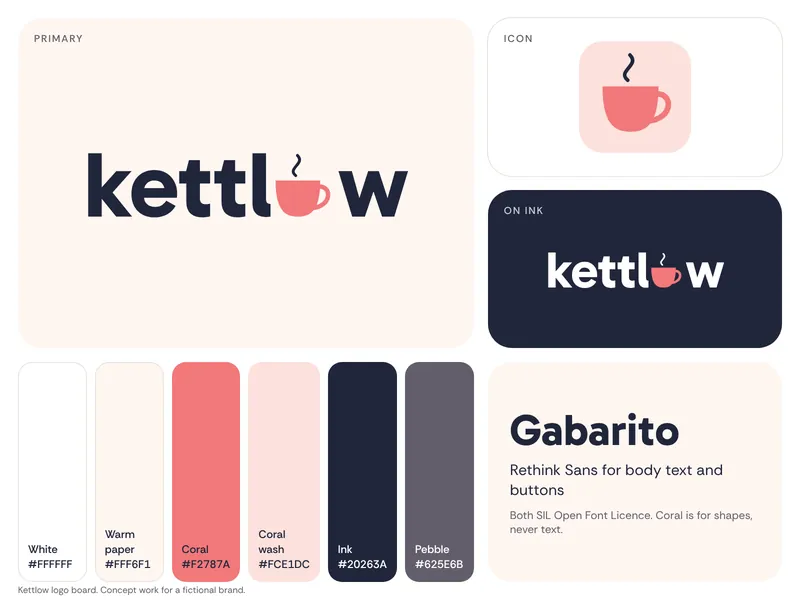 PRIMARY
kettlow
ICON
ON INK
kettlow
White
#FFFFFF
Warm
paper
#FFF6F1
Coral
#F2787A
Coral
wash
#FCE1DC
Ink
#20263A
Pebble
#625E6B
Gabarito
Rethink Sans for body text and
buttons
Both SIL Open Font Licence. Coral is for shapes,
never text.
Kettlow logo board. Concept work for a fictional brand.